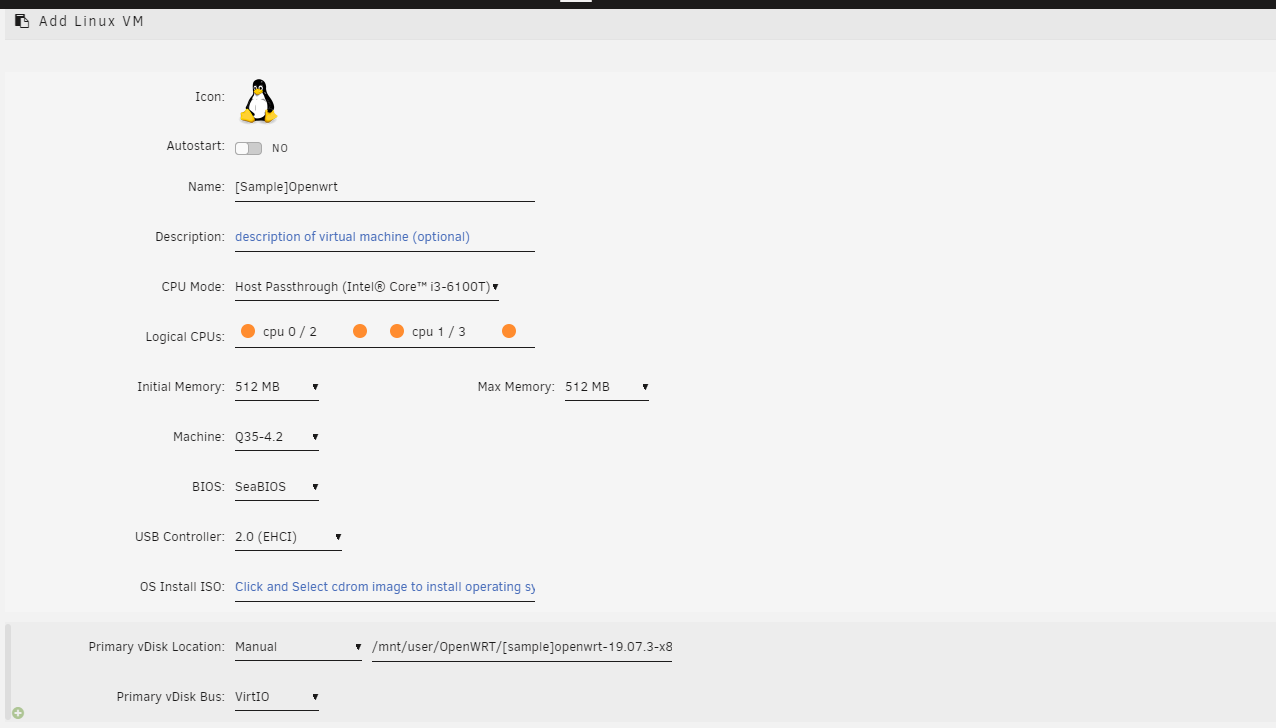 Add Linux VM
Icon:
Autostart: NO
Name: [Sample]Openwrt
Description: description of virtual machine (optional)
CPU Mode: Host Passthrough (Intel® Core™ i3-6100T)
Logical CPUs: cpu 0 / 2 cpu 1 / 3
Initial Memory: 512 MB Max Memory: 512 MB
Machine: Q35-4.2
BIOS: SeaBIOS
USB Controller: 2.0 (EHCI)
OS Install ISO: Click and Select cdrom image to install operating sy
Primary vDisk Location: Manual /mnt/user/OpenWRT/[sample]openwrt-19.07.3-x8
Primary vDisk Bus: VirtIO